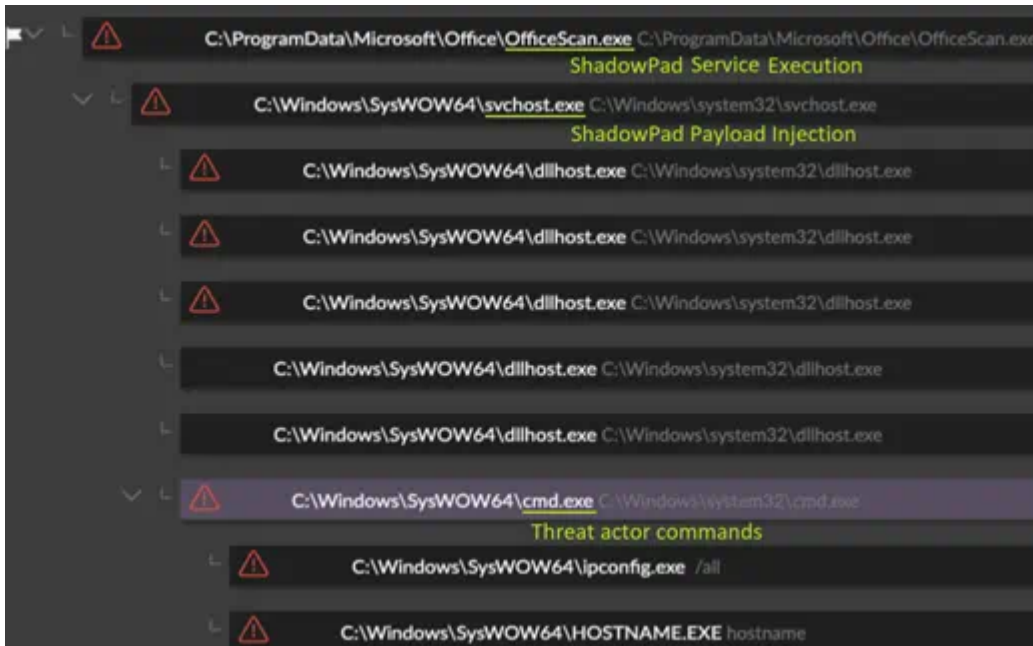 C:\ProgramData\Microsoft\Office\OfficeScan.exe C:\ProgramData\Microsoft\Office\OfficeScan.exe
ShadowPad Service Execution
C:\Windows\SysWOW64\svchost.exe C:\Windows\system32\svchost.exe
ShadowPad Payload Injection
C:\Windows\SysWOW64\dllhost.exe C:\Windows\system32\dllhost.exe
C:\Windows\SysWOW64\dllhost.exe C:\Windows\system32\dllhost.exe
C:\Windows\SysWOW64\dllhost.exe C:\Windows\system32\dllhost.exe
C:\Windows\SysWOW64\dllhost.exe C:\Windows\system32\dllhost.exe
C:\Windows\SysWOW64\dllhost.exe C:\Windows\system32\dllhost.exe
C:\Windows\SysWOW64\cmd.exe C:\Windows\system32\cmd.exe
Threat actor commands
C:\Windows\SysWOW64\ipconfig.exe /all
C:\Windows\SysWOW64\HOSTNAME.EXE hostname